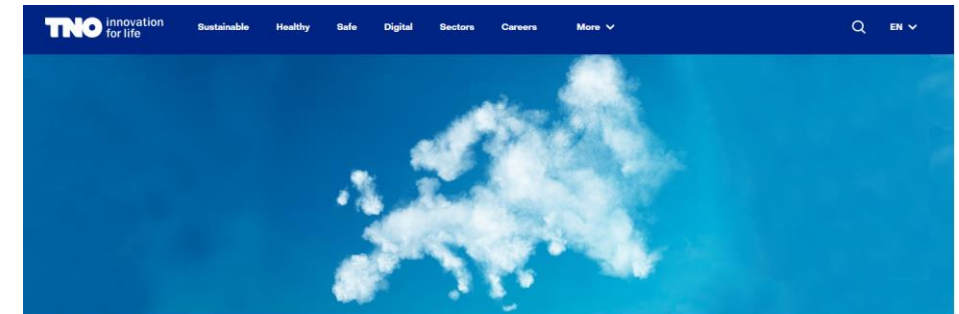 TNO innovation
for life
Sustainable Healthy Safe Digital Sectors Careers More EN